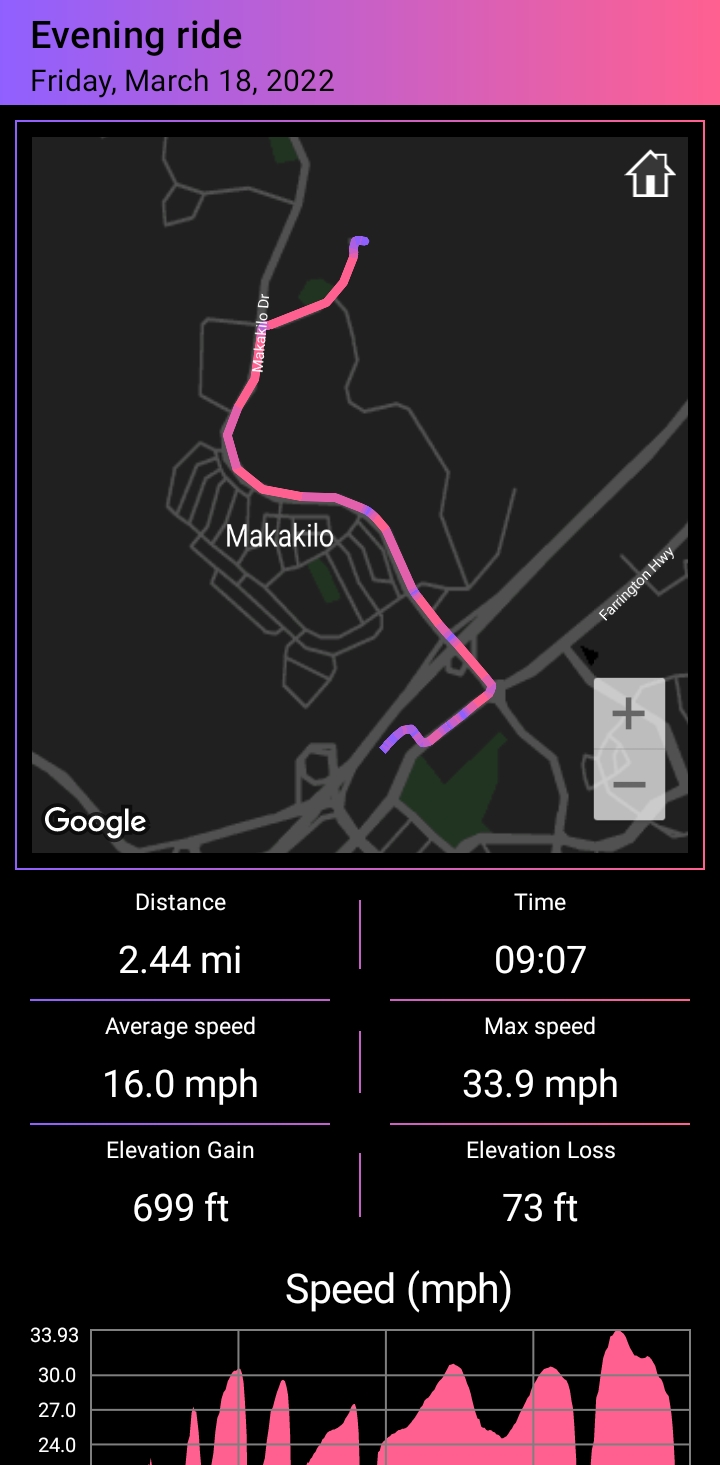 Evening ride
Friday, March 18, 2022
Makakilo Dr
Makakilo
Farrington Hwy
+
−
Google
Distance
Time
2.44 mi
09:07
Average speed
Max speed
16.0 mph
33.9 mph
Elevation Gain
Elevation Loss
699 ft
73 ft
Speed (mph)
33.93
30.0
27.0
24.0